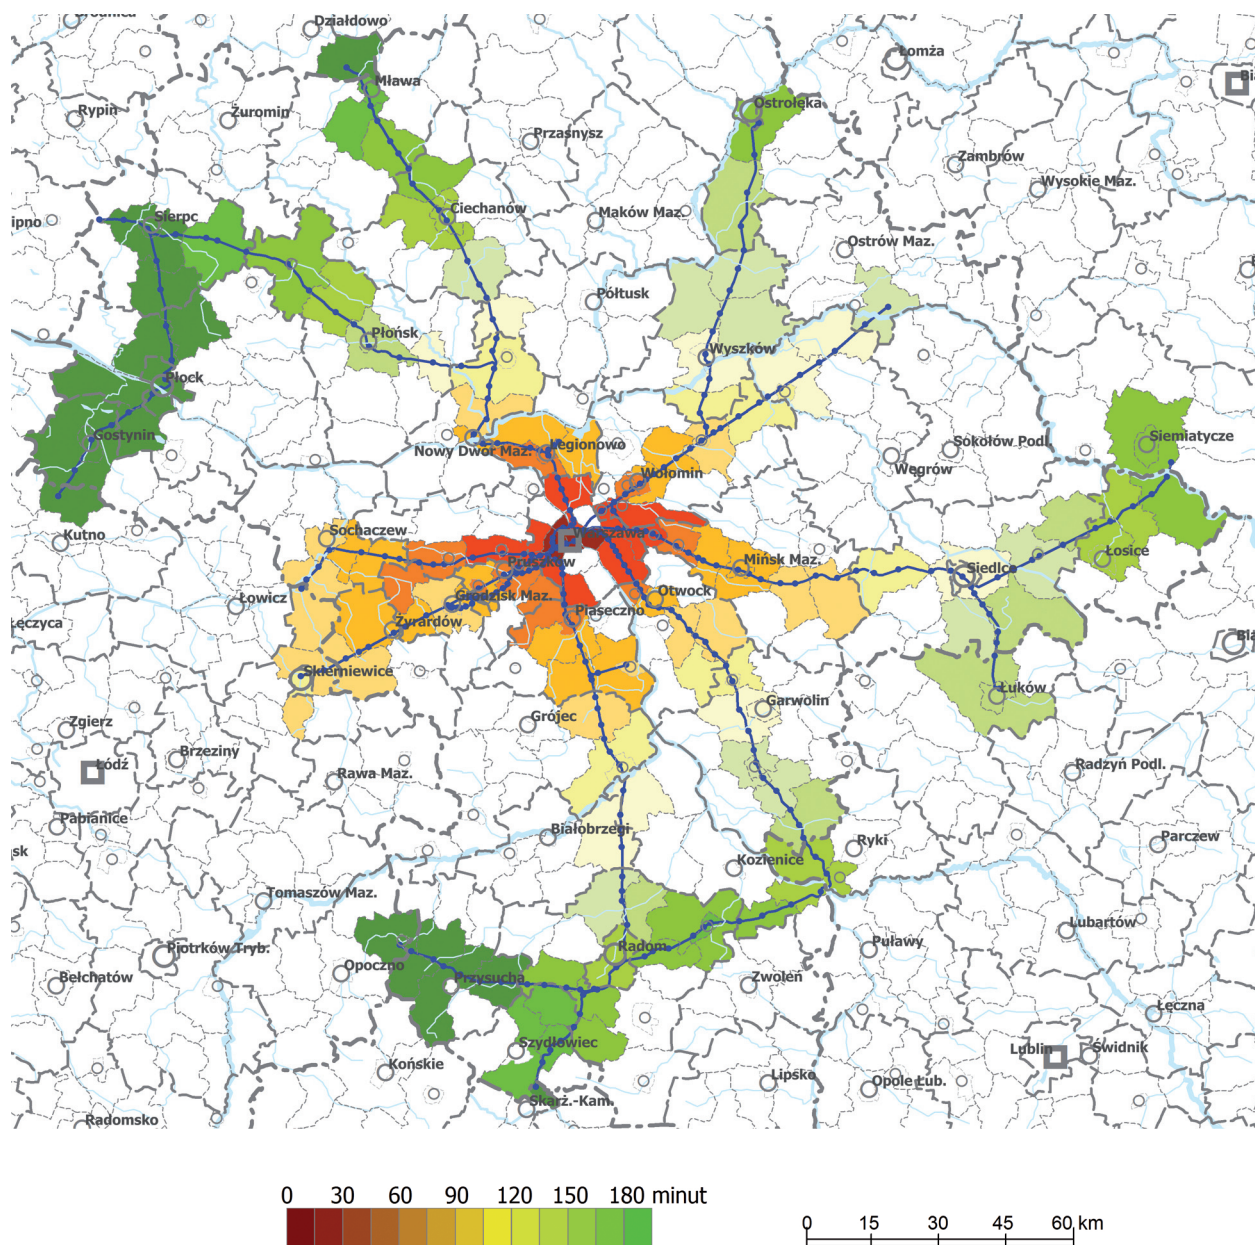 Działdowo
Łomża
Mława
Rypin
Żuromin
Ostrołęka
Przasnysz
Zambrów
Wysokie Maz.
Sierpc
ipno
Ciechanów
Maków Maz.
Ostrów Maz.
Półtusk
Płońsk
Wyszków
Płock
Gostynin
Siemiatycze
Nowy Dwór Maz.
Legionowo
Sokołów Podl.
Węgrów
Wołomin
Kutno
Sochaczew
Warszawa
Pruszków
Mińsk Maz.
Siedlce
Łosice
Łowicz
Grodzisk Maz.
Otwock
Łęczyca
Żyrardów
Piaseczno
Skierniewice
Łuków
Zgierz
Grójec
Garwolin
Brzeziny
Łódź
Rawa Maz.
Radzyń Podl.
Pabianice
Białobrzegi
Parczew
sk
Ryki
Kozienice
Tomaszów Maz.
Lubartów
Piotrków Tryb.
Radom
Puławy
Opoczno
Przysucha
Bełchatów
Zwoleń
Łęczna
Szydłowiec
Lublin
Świdnik
Końskie
Lipsko
Opole Lub.
Skarż.-Kam.
Radomsko
0 30 60 90 120 150 180 minut
0 15 30 45 60 km